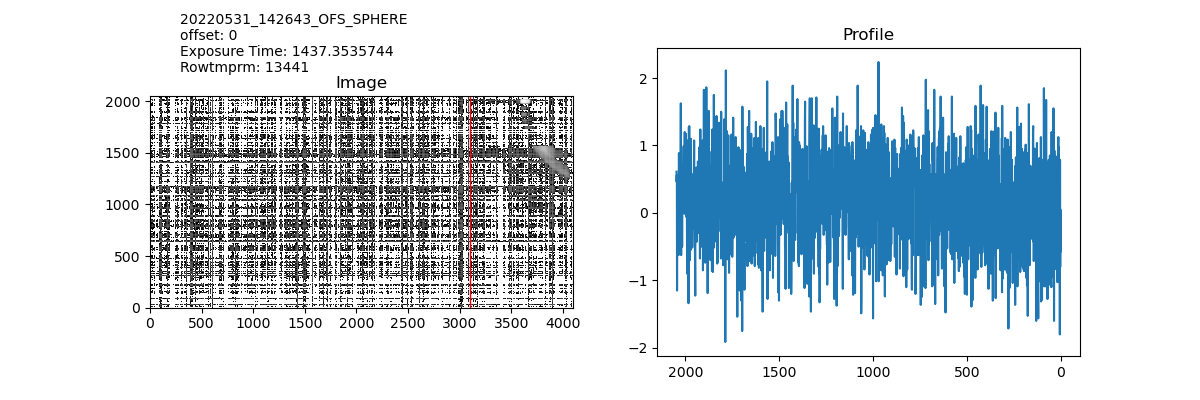 20220531_142643_OFS_SPHERE
offset: 0
Exposure Time: 1437.3535744
Rowtmprm: 13441
Image
2000
1500
1000
500
0
0 500 1000 1500 2000 2500 3000 3500 4000
Profile
2
1
0
−1
−2
2000 1500 1000 500 0